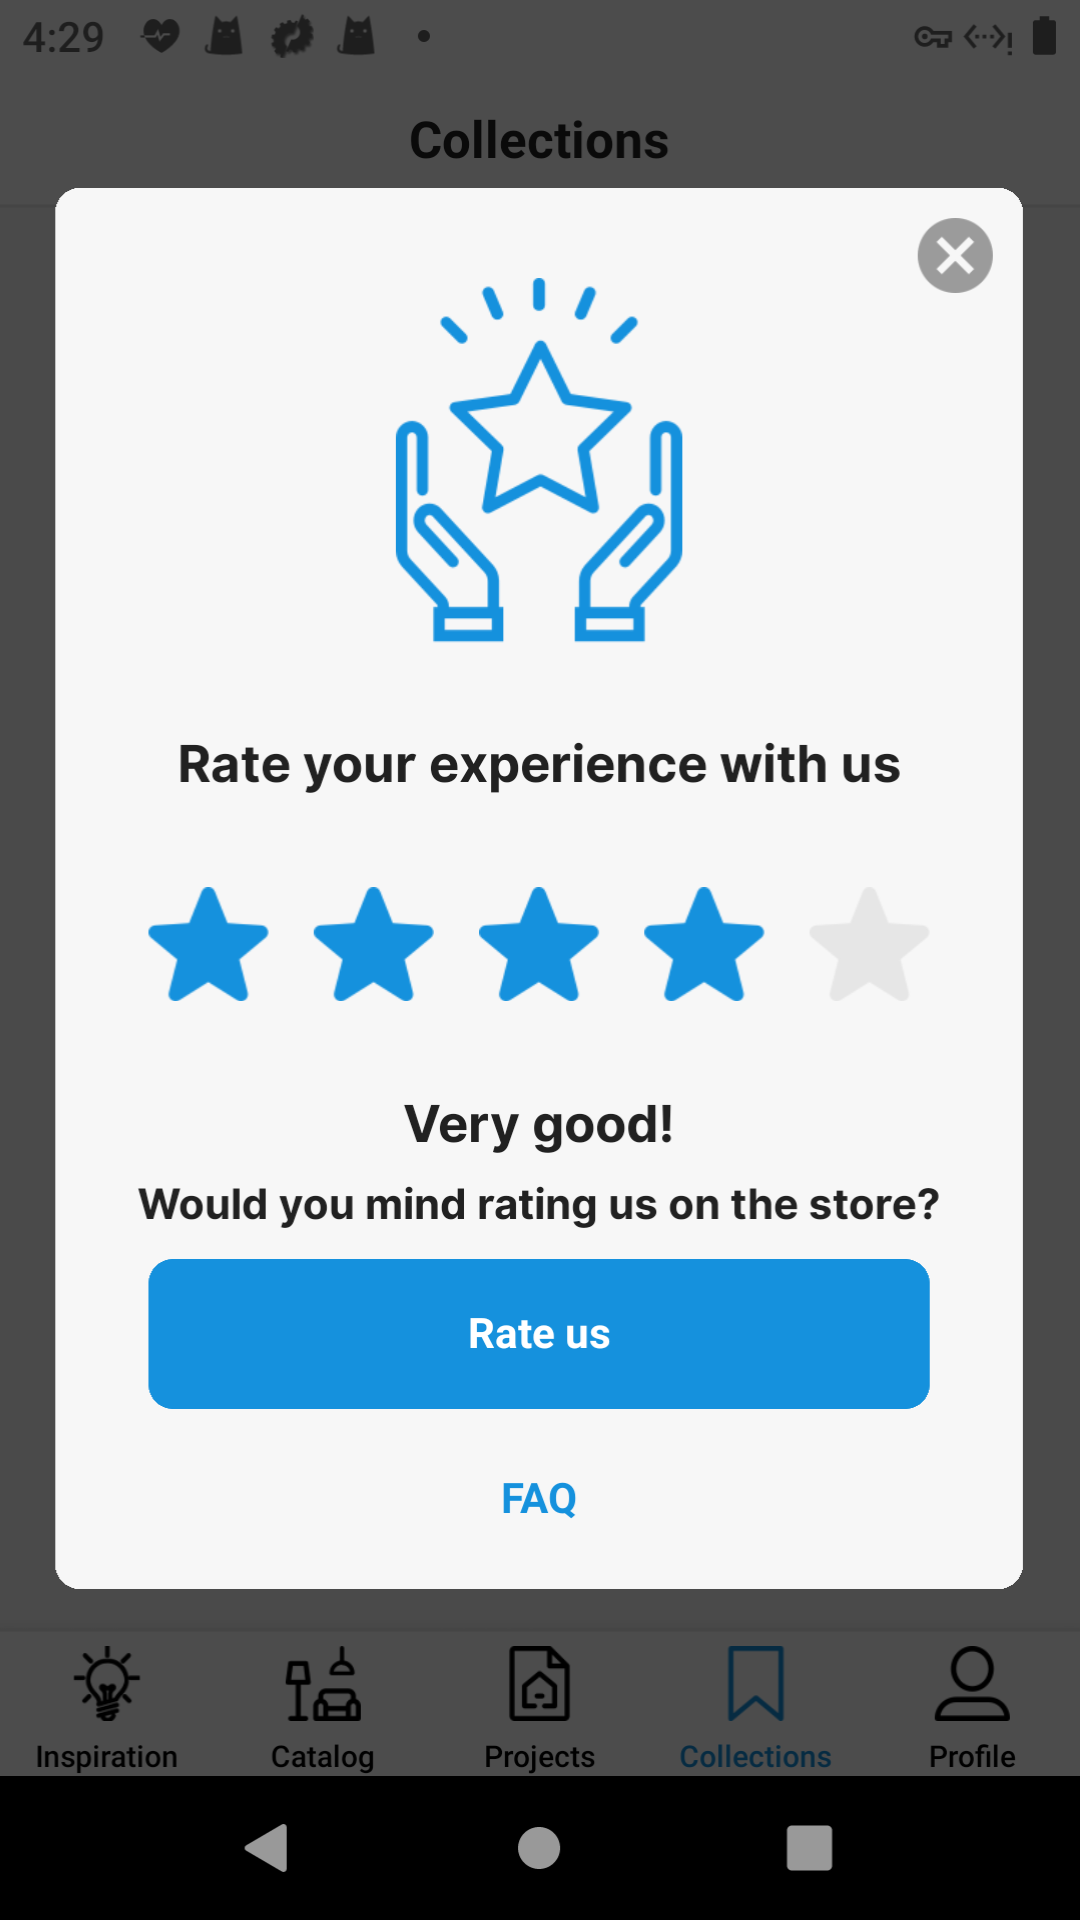 4:29
Collections
Rate your experience with us
Very good!
Would you mind rating us on the store?
Rate us
FAQ
Inspiration
Catalog
Projects
Collections
Profile